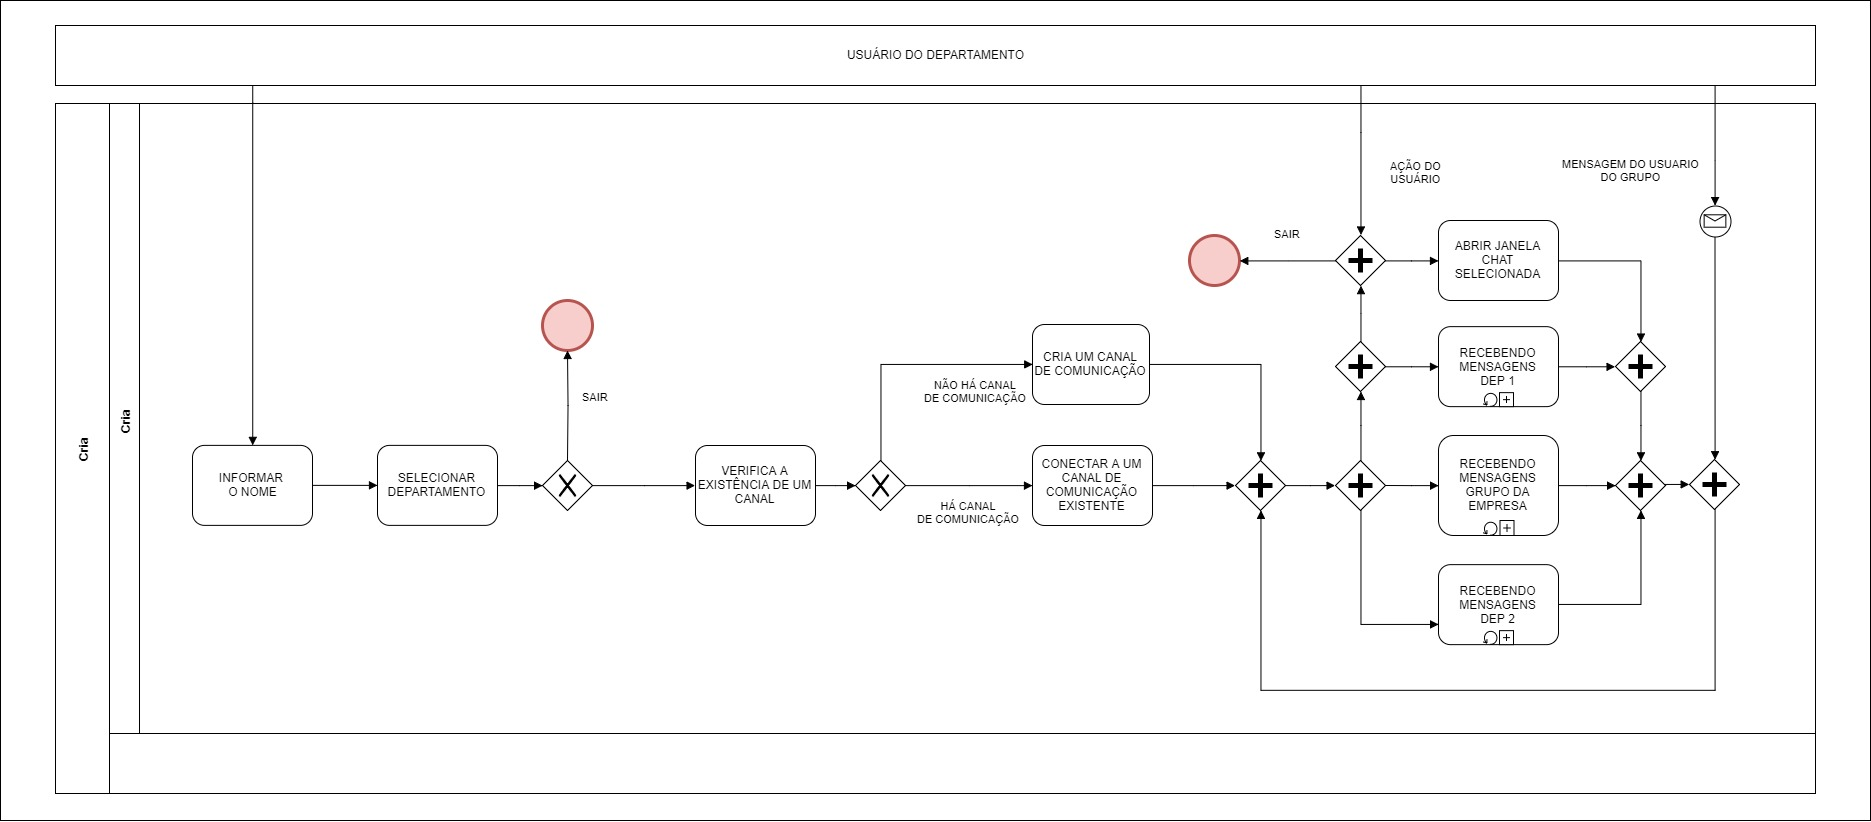 USUÁRIO DO DEPARTAMENTO
Cria
Cria
INFORMAR
O NOME
SELECIONAR
DEPARTAMENTO
SAIR
VERIFICA A
EXISTÊNCIA DE UM
CANAL
NÃO HÁ CANAL
DE COMUNICAÇÃO
HÁ CANAL
DE COMUNICAÇÃO
CRIA UM CANAL
DE COMUNICAÇÃO
CONECTAR A UM
CANAL DE
COMUNICAÇÃO
EXISTENTE
SAIR
AÇÃO DO
USUÁRIO
MENSAGEM DO USUARIO
DO GRUPO
ABRIR JANELA
CHAT
SELECIONADA
RECEBENDO
MENSAGENS
DEP 1
RECEBENDO
MENSAGENS
GRUPO DA
EMPRESA
RECEBENDO
MENSAGENS
DEP 2